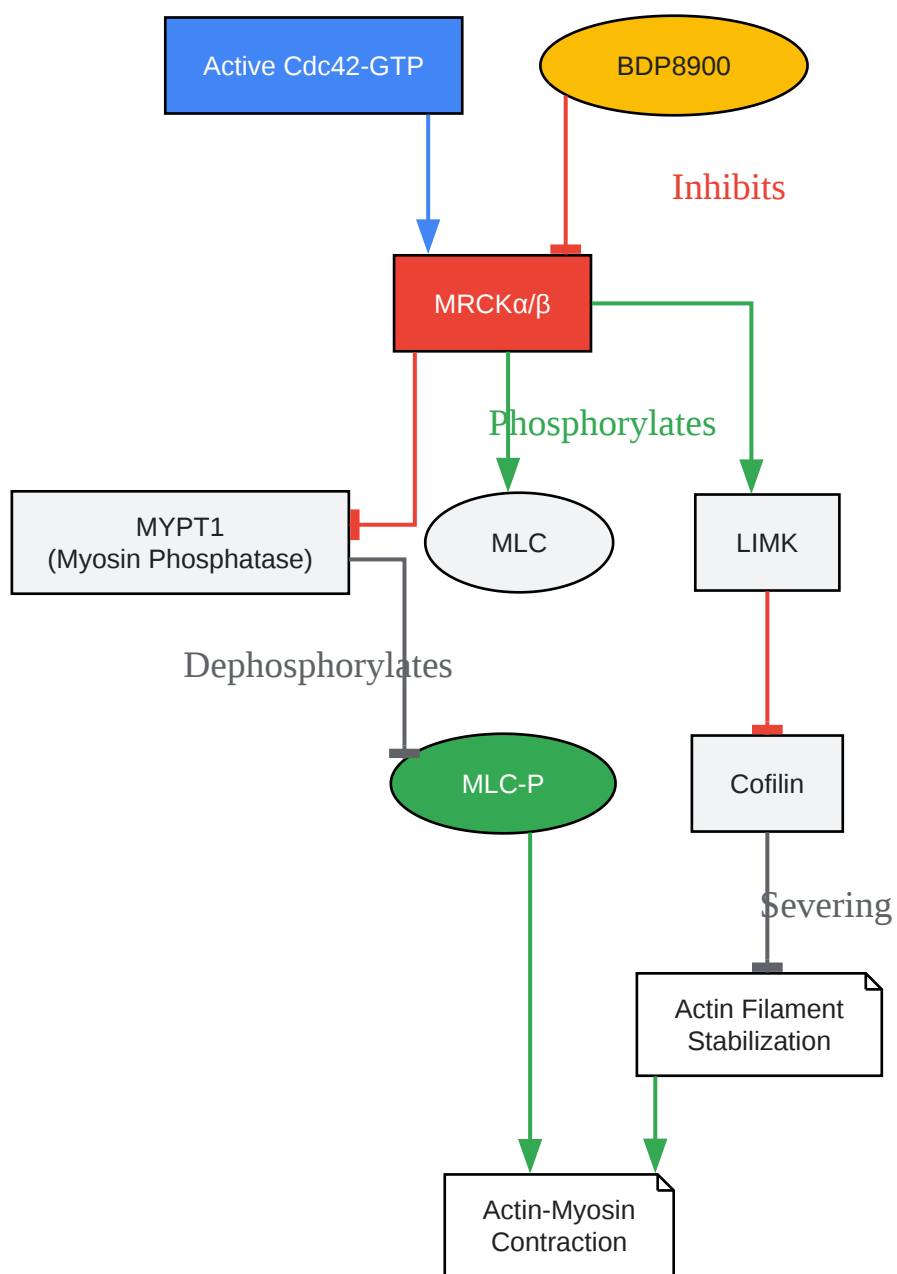 Active Cdc42-GTP
BDP8900
Inhibits
MRCKα/β
Phosphorylates
MYPT1
(Myosin Phosphatase)
MLC
LIMK
Dephosphorylates
MLC-P
Cofilin
Severing
Actin Filament
Stabilization
Actin-Myosin
Contraction